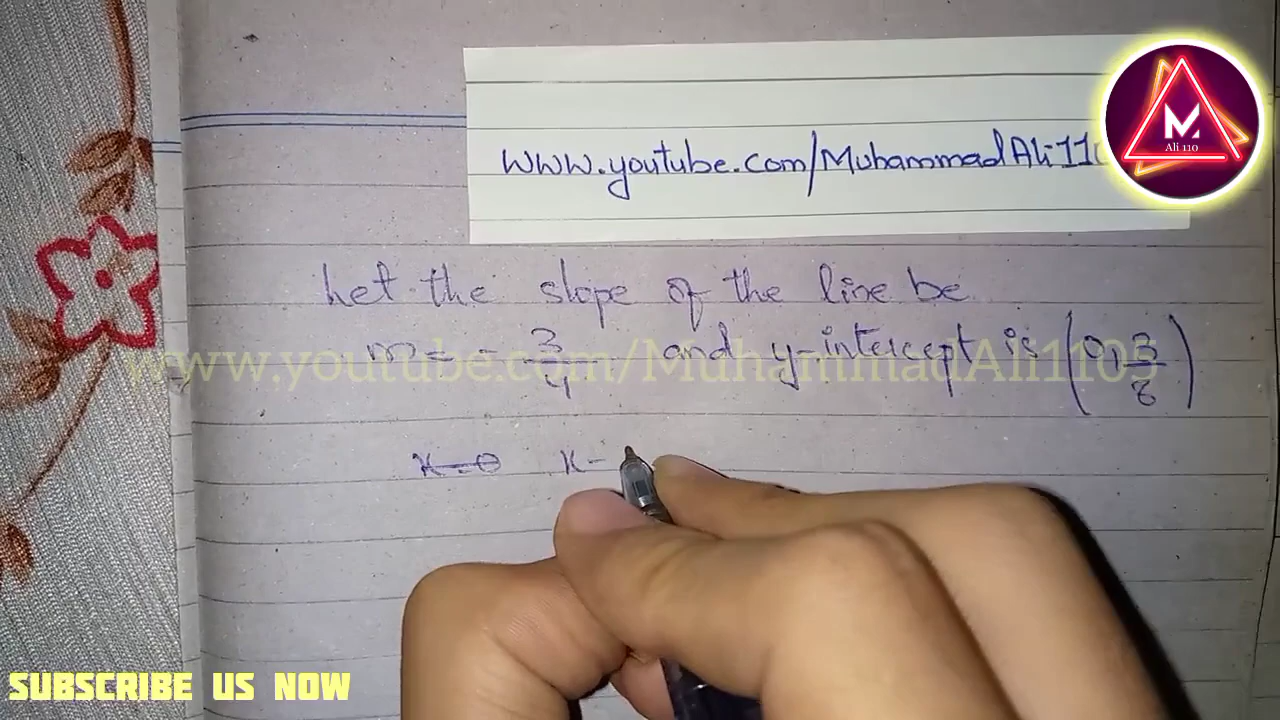 www.youtube.com/MuhammadAli110
M
Ali 110
Let the slope of the line be
m = - 3/4 and y-intercept is (0, 3/8)
www.youtube.com/MuhammadAli1105
x = 0 x -
SUBSCRIBE US NOW